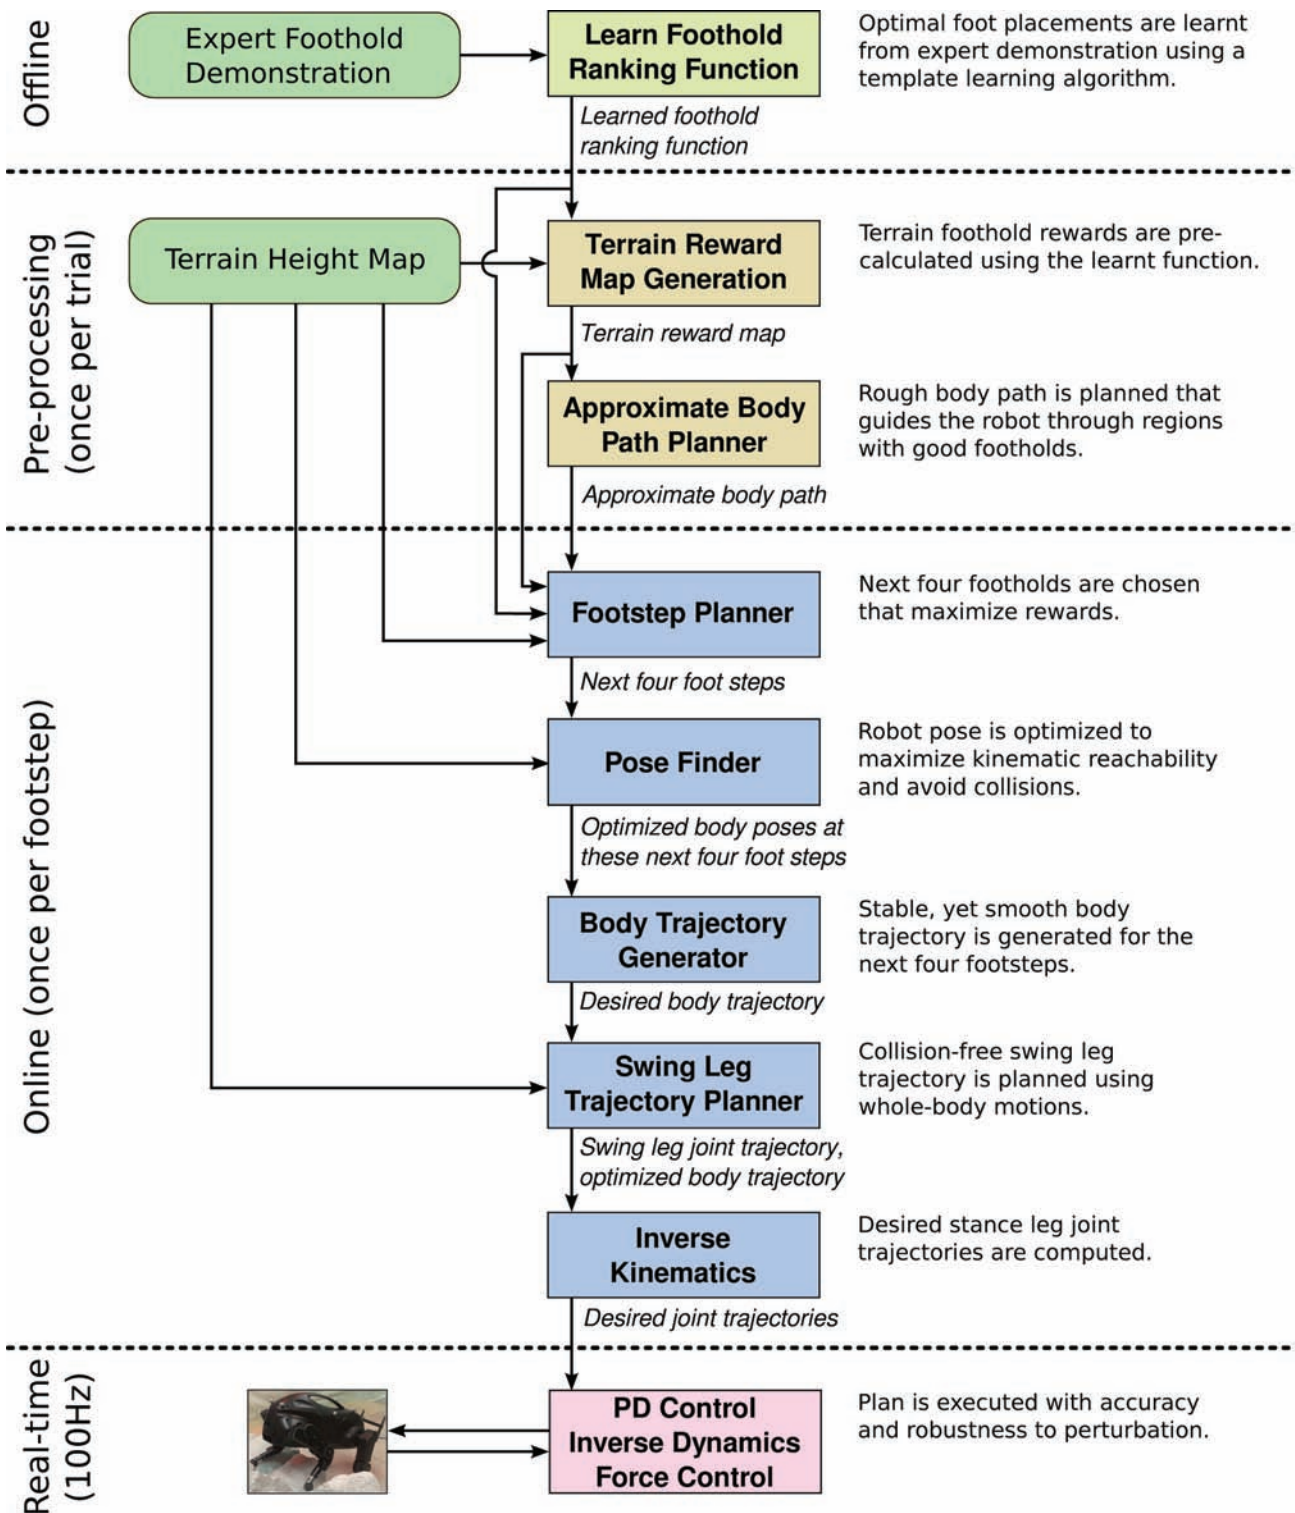 Offline
Expert Foothold
Demonstration
Learn Foothold
Ranking Function
Optimal foot placements are learnt
from expert demonstration using a
template learning algorithm.
Learned foothold
ranking function
Pre-processing
(once per trial)
Terrain Height Map
Terrain Reward
Map Generation
Terrain foothold rewards are pre-
calculated using the learnt function.
Terrain reward map
Approximate Body
Path Planner
Rough body path is planned that
guides the robot through regions
with good footholds.
Approximate body path
Online (once per footstep)
Footstep Planner
Next four footholds are chosen
that maximize rewards.
Next four foot steps
Pose Finder
Robot pose is optimized to
maximize kinematic reachability
and avoid collisions.
Optimized body poses at
these next four foot steps
Body Trajectory
Generator
Stable, yet smooth body
trajectory is generated for the
next four footsteps.
Desired body trajectory
Swing Leg
Trajectory Planner
Collision-free swing leg
trajectory is planned using
whole-body motions.
Swing leg joint trajectory,
optimized body trajectory
Inverse
Kinematics
Desired stance leg joint
trajectories are computed.
Desired joint trajectories
Real-time
(100Hz)
PD Control
Inverse Dynamics
Force Control
Plan is executed with accuracy
and robustness to perturbation.